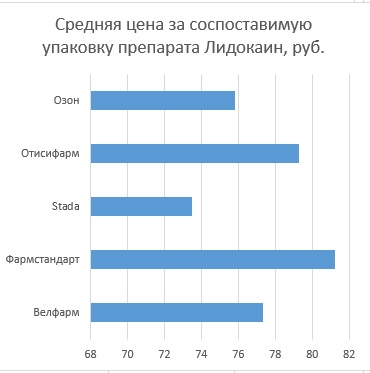 Средняя цена за соспоставимую
упаковку препарата Лидокаин, руб.
Озон
Отисифарм
Stada
Фармстандарт
Велфарм
68 70 72 74 76 78 80 82